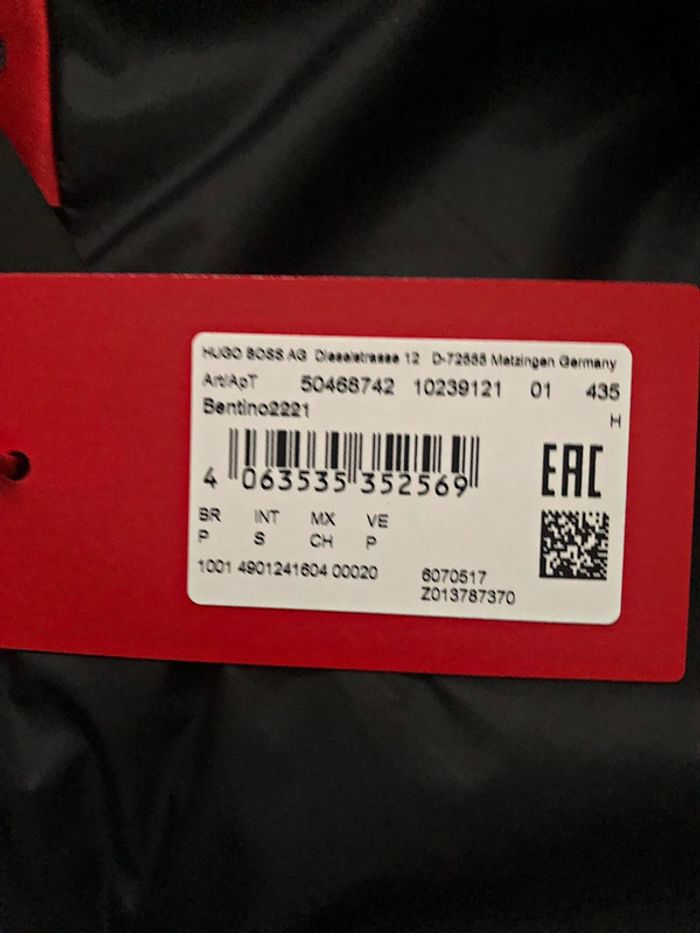 HUGO BOSS AG Dieselstrasse 12 D-72555 Metzingen Germany
Art/ApT 50468742 10239121 01 435
Bentino2221 H
4 063535 352569
EAC
BR INT MX VE
P S CH P
1001 4901241604 00020 6070517
Z013787370